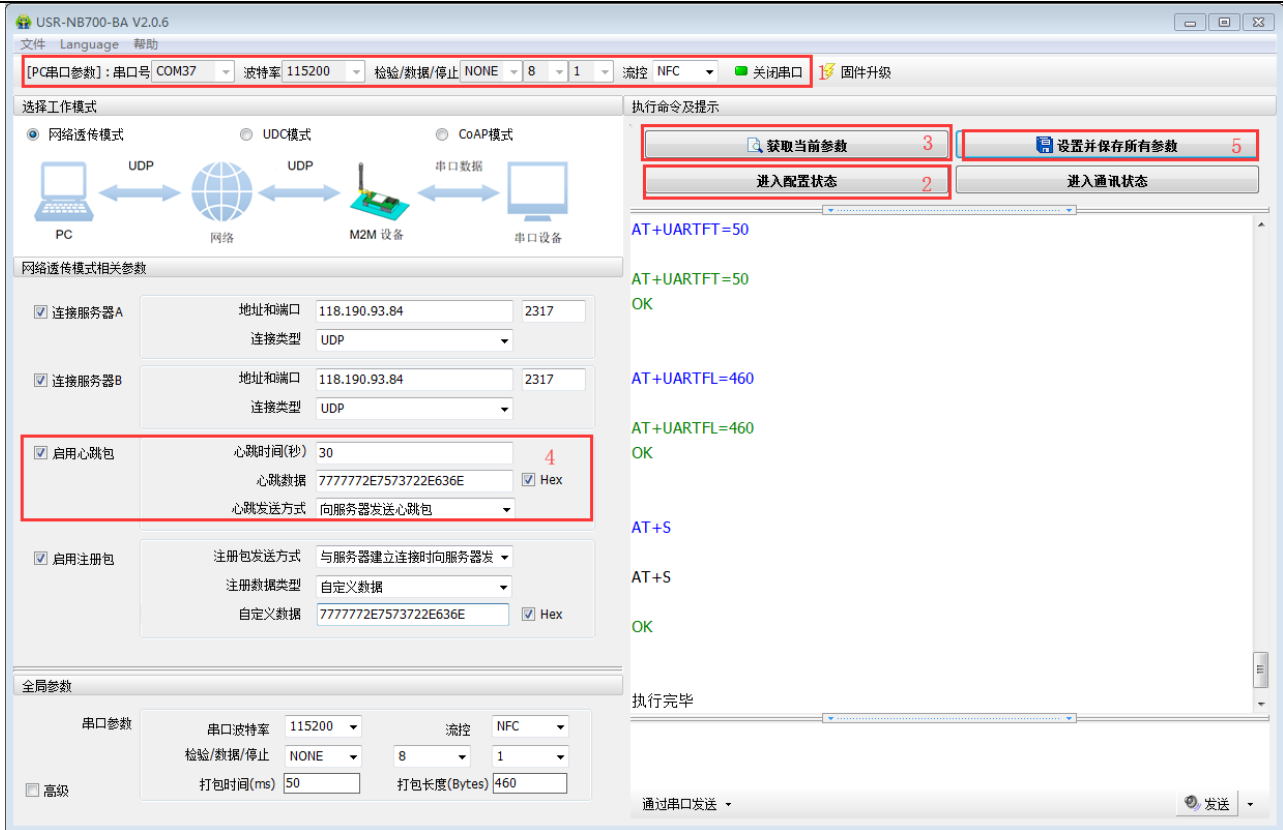 USR-NB700-BA V2.0.6
文件 Language 帮助
[PC串口参数]：串口号 COM37 波特率 115200 检验/数据/停止 NONE 8 1 流控 NFC 关闭串口 1 固件升级
选择工作模式
网络透传模式 UDC模式 CoAP模式
UDP UDP 串口数据
PC 网络 M2M 设备 串口设备
网络透传模式相关参数
连接服务器A 地址和端口 118.190.93.84 2317
连接类型 UDP
连接服务器B 地址和端口 118.190.93.84 2317
连接类型 UDP
启用心跳包 心跳时间(秒) 30 4
心跳数据 7777772E7573722E636E Hex
心跳发送方式 向服务器发送心跳包
启用注册包 注册包发送方式 与服务器建立连接时向服务器发
注册数据类型 自定义数据
自定义数据 7777772E7573722E636E Hex
全局参数
串口参数 串口波特率 115200 流控 NFC
检验/数据/停止 NONE 8 1
高级 打包时间(ms) 50 打包长度(Bytes) 460
执行命令及提示
获取当前参数 3 设置并保存所有参数 5
进入配置状态 2 进入通讯状态
AT+UARTFT=50
AT+UARTFT=50
OK
AT+UARTFL=460
AT+UARTFL=460
OK
AT+S
AT+S
OK
执行完毕
通过串口发送 发送